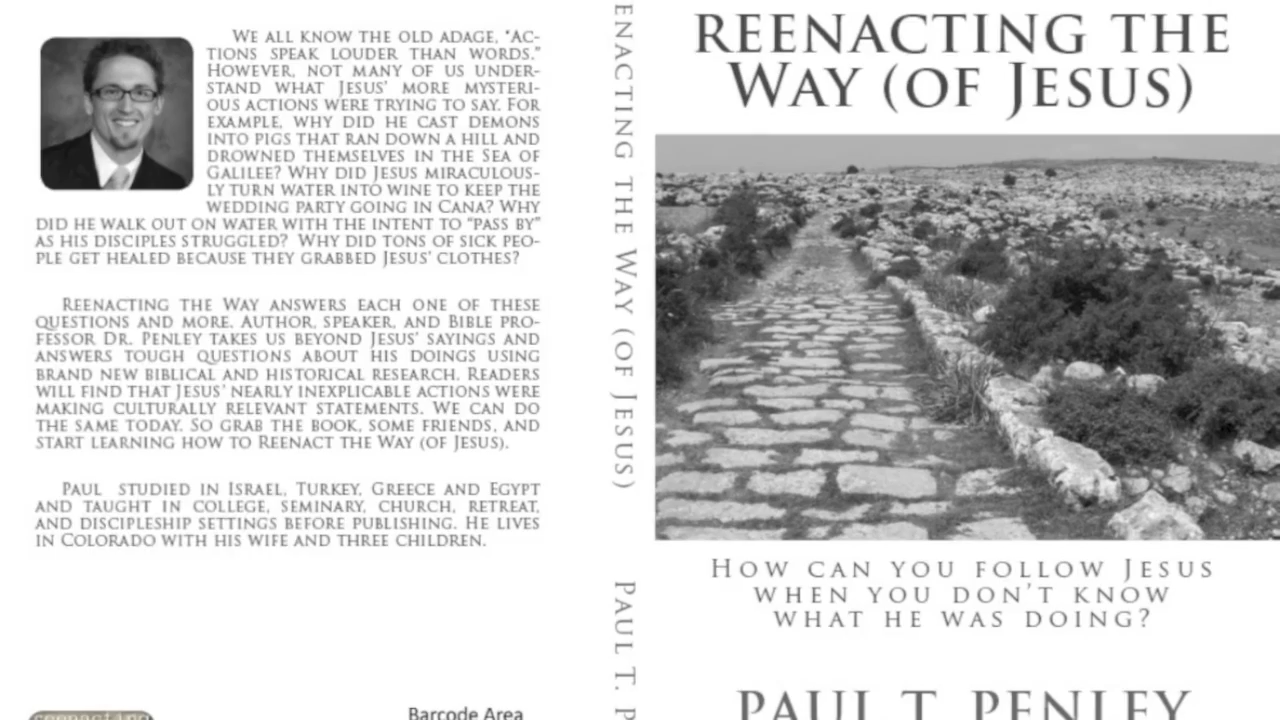 WE ALL KNOW THE OLD ADAGE, "AC-
TIONS SPEAK LOUDER THAN WORDS."
HOWEVER, NOT MANY OF US UNDER-
STAND WHAT JESUS' MORE MYSTERI-
OUS ACTIONS WERE TRYING TO SAY. FOR
EXAMPLE, WHY DID HE CAST DEMONS
INTO PIGS THAT RAN DOWN A HILL AND
DROWNED THEMSELVES IN THE SEA OF
GALILEE? WHY DID JESUS MIRACULOUS-
LY TURN WATER INTO WINE TO KEEP THE
WEDDING PARTY GOING IN CANA? WHY
DID HE WALK OUT ON WATER WITH THE INTENT TO "PASS BY"
AS HIS DISCIPLES STRUGGLED? WHY DID TONS OF SICK PEO-
PLE GET HEALED BECAUSE THEY GRABBED JESUS' CLOTHES?
REENACTING THE WAY ANSWERS EACH ONE OF THESE
QUESTIONS AND MORE. AUTHOR, SPEAKER, AND BIBLE PRO-
FESSOR DR. PENLEY TAKES US BEYOND JESUS' SAYINGS AND
ANSWERS TOUGH QUESTIONS ABOUT HIS DOINGS USING
BRAND NEW BIBLICAL AND HISTORICAL RESEARCH. READERS
WILL FIND THAT JESUS' NEARLY INEXPLICABLE ACTIONS WERE
MAKING CULTURALLY RELEVANT STATEMENTS. WE CAN DO
THE SAME TODAY. SO GRAB THE BOOK, SOME FRIENDS, AND
START LEARNING HOW TO REENACT THE WAY (OF JESUS).
PAUL STUDIED IN ISRAEL, TURKEY, GREECE AND EGYPT
AND TAUGHT IN COLLEGE, SEMINARY, CHURCH, RETREAT,
AND DISCIPLESHIP SETTINGS BEFORE PUBLISHING. HE LIVES
IN COLORADO WITH HIS WIFE AND THREE CHILDREN.
reenacting
Barcode Area
ENACTING THE WAY (OF JESUS)
PAUL T. P
REENACTING THE
WAY (OF JESUS)
HOW CAN YOU FOLLOW JESUS
WHEN YOU DON'T KNOW
WHAT HE WAS DOING?
PAUL T. PENLEY